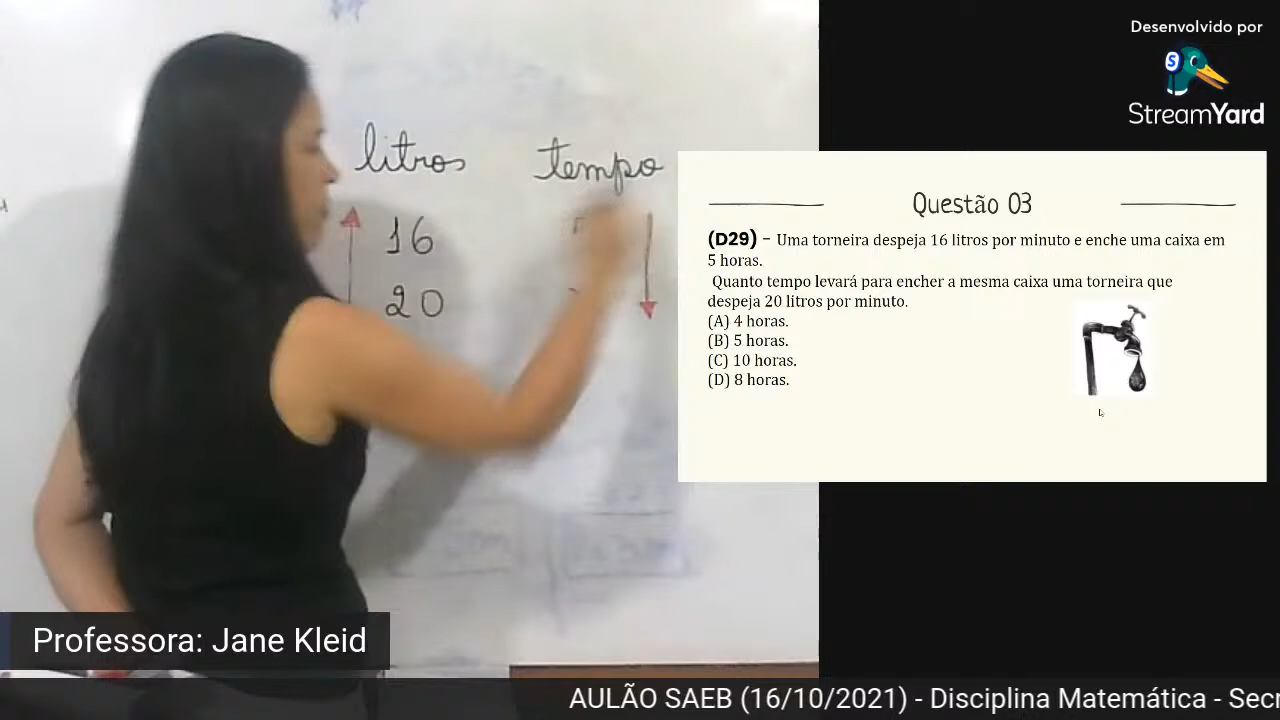 Desenvolvido por
StreamYard
litros
tempo
16
20
Questão 03
(D29) - Uma torneira despeja 16 litros por minuto e enche uma caixa em
5 horas.
Quanto tempo levará para encher a mesma caixa uma torneira que
despeja 20 litros por minuto.
(A) 4 horas.
(B) 5 horas.
(C) 10 horas.
(D) 8 horas.
Professora: Jane Kleid
AULÃO SAEB (16/10/2021) - Disciplina Matemática -